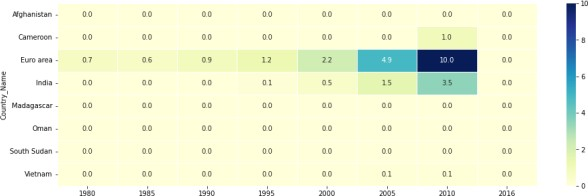 Country_Name
Afghanistan 0.0 0.0 0.0 0.0 0.0 0.0 0.0 0.0
Cameroon 0.0 0.0 0.0 0.0 0.0 0.0 1.0 0.0
Euro area 0.7 0.6 0.9 1.2 2.2 4.9 10.0 0.0
India 0.0 0.0 0.0 0.1 0.5 1.5 3.5 0.0
Madagascar 0.0 0.0 0.0 0.0 0.0 0.0 0.0 0.0
Oman 0.0 0.0 0.0 0.0 0.0 0.0 0.0 0.0
South Sudan 0.0 0.0 0.0 0.0 0.0 0.0 0.0 0.0
Vietnam 0.0 0.0 0.0 0.0 0.0 0.1 0.1 0.0
1980 1985 1990 1995 2000 2005 2010 2016
10
8
6
4
2
0